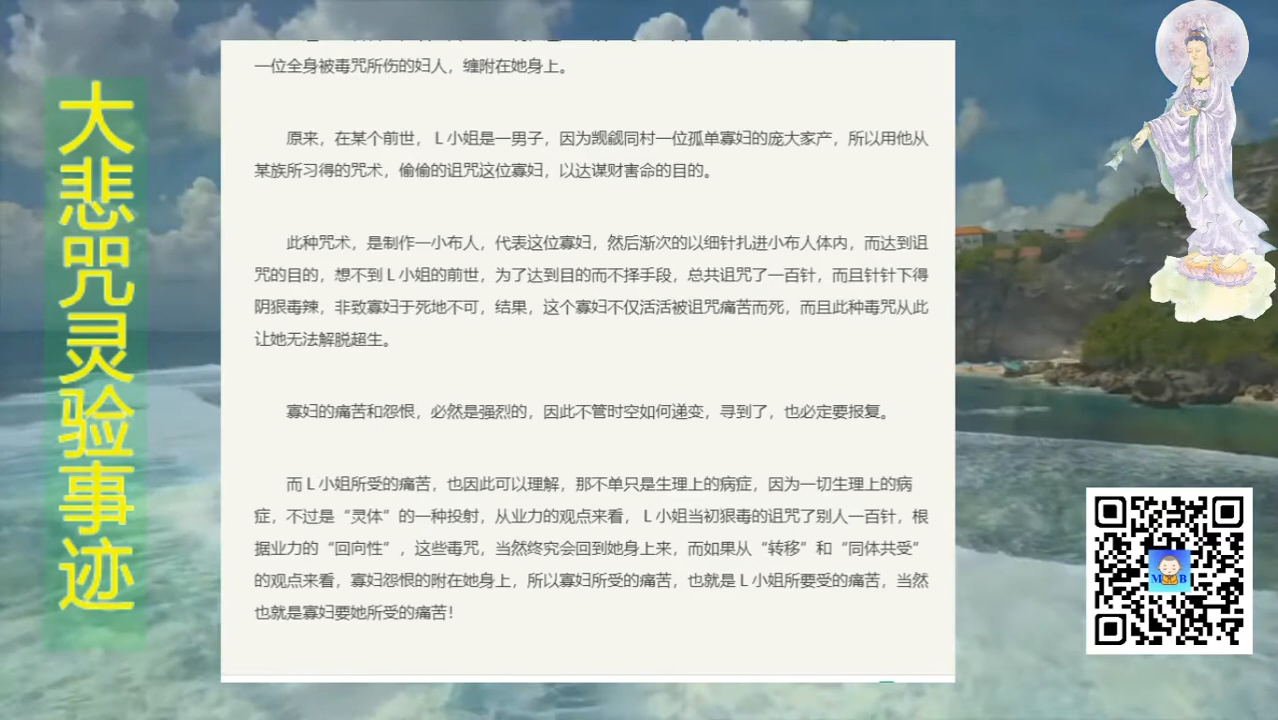 大悲咒灵验事迹
一位全身被毒咒所伤的妇人，缠附在她身上。
原来，在某个前世， L 小姐是一男子，因为觊觎同村一位孤单寡妇的庞大家产，所以用他从
某族所习得的咒术，偷偷的诅咒这位寡妇，以达谋财害命的目的。
此种咒术，是制作一小布人，代表这位寡妇，然后渐次的以细针扎进小布人体内，而达到诅
咒的目的，想不到 L 小姐的前世，为了达到目的而不择手段，总共诅咒了一百针，而且针针下得
阴狠毒辣，非致寡妇于死地不可，结果，这个寡妇不仅活活被诅咒痛苦而死，而且此种毒咒从此
让她无法解脱超生。
寡妇的痛苦和怨恨，必然是强烈的，因此不管时空如何递变，寻到了，也必定要报复。
而 L 小姐所受的痛苦，也因此可以理解，那不单只是生理上的病症，因为一切生理上的病
症，不过是“灵体”的一种投射，从业力的观点来看， L 小姐当初狠毒的诅咒了别人一百针，根
据业力的“回向性”，这些毒咒，当然终究会回到她身上来，而如果从“转移”和“同体共受”
的观点来看，寡妇怨恨的附在她身上，所以寡妇所受的痛苦，也就是 L 小姐所要受的痛苦，当然
也就是寡妇要她所受的痛苦！
M B